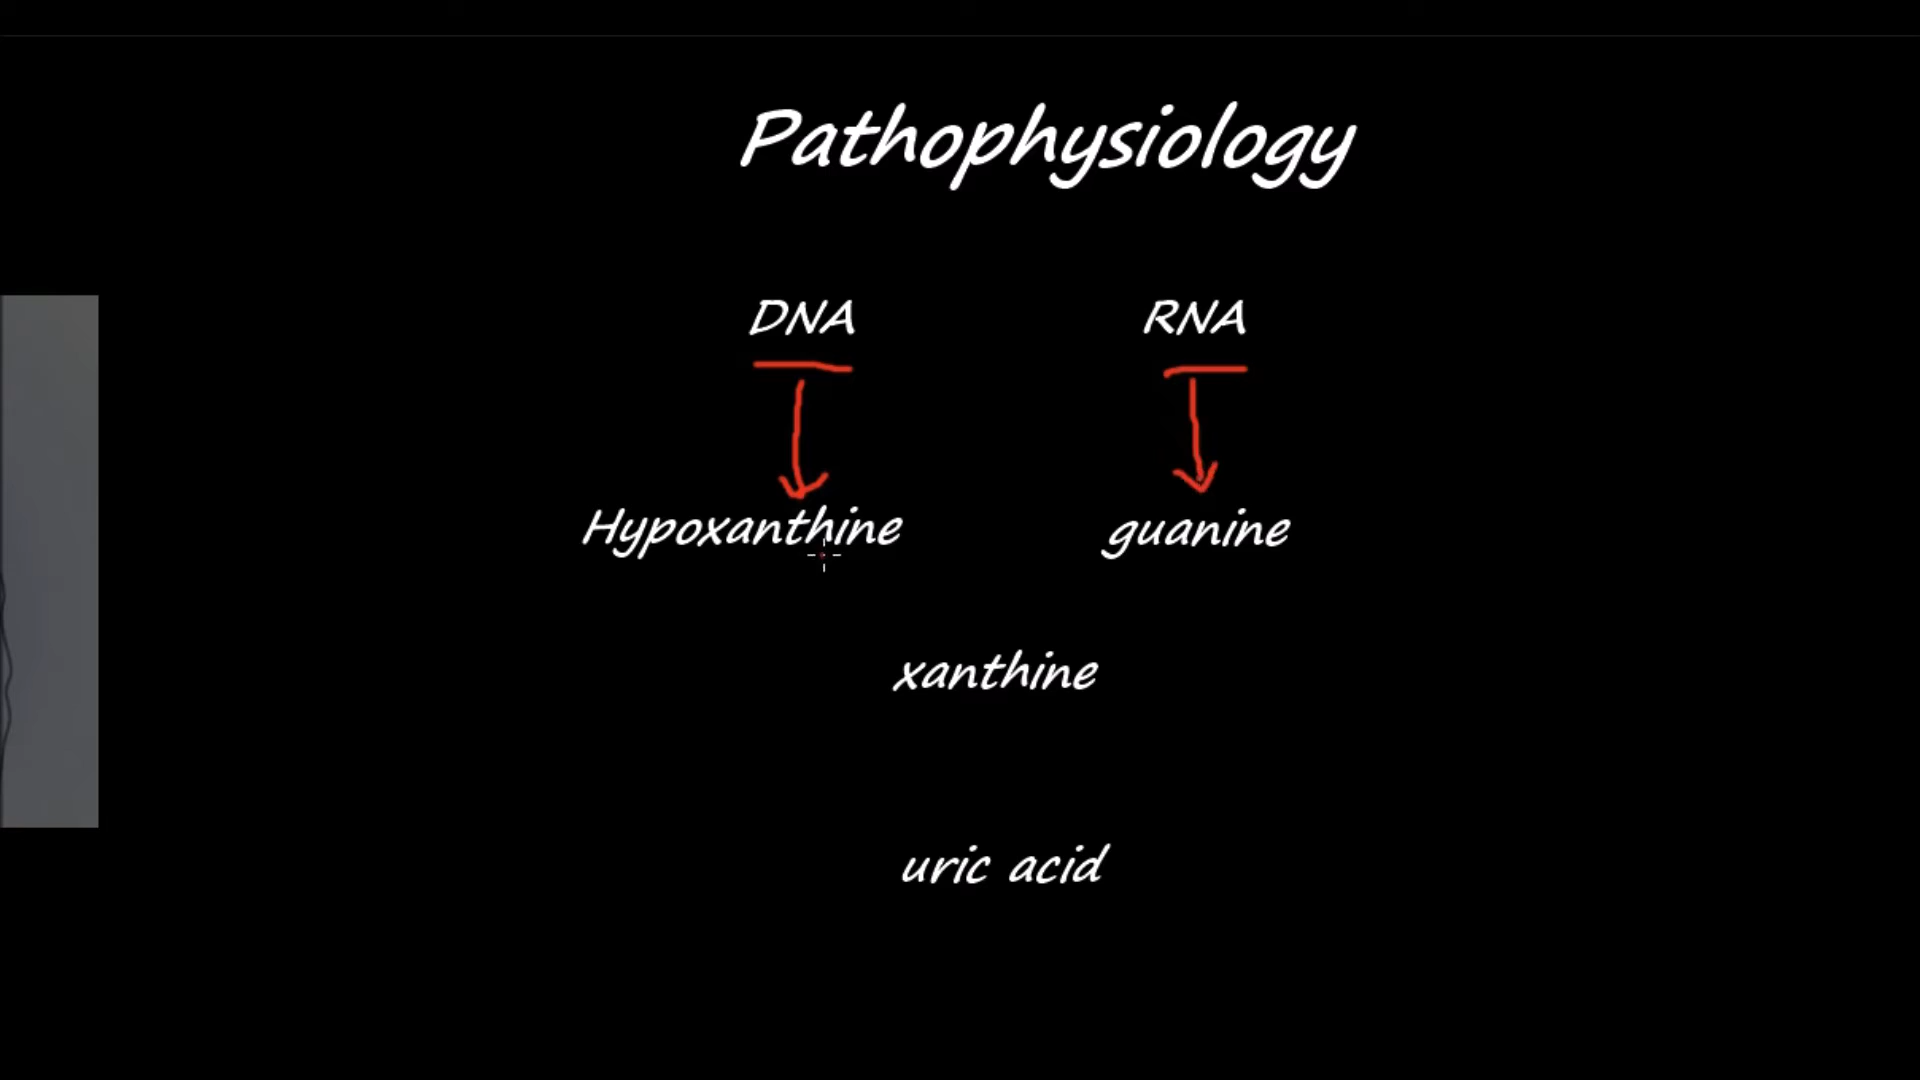 Pathophysiology
DNA RNA
Hypoxanthine guanine
xanthine
uric acid